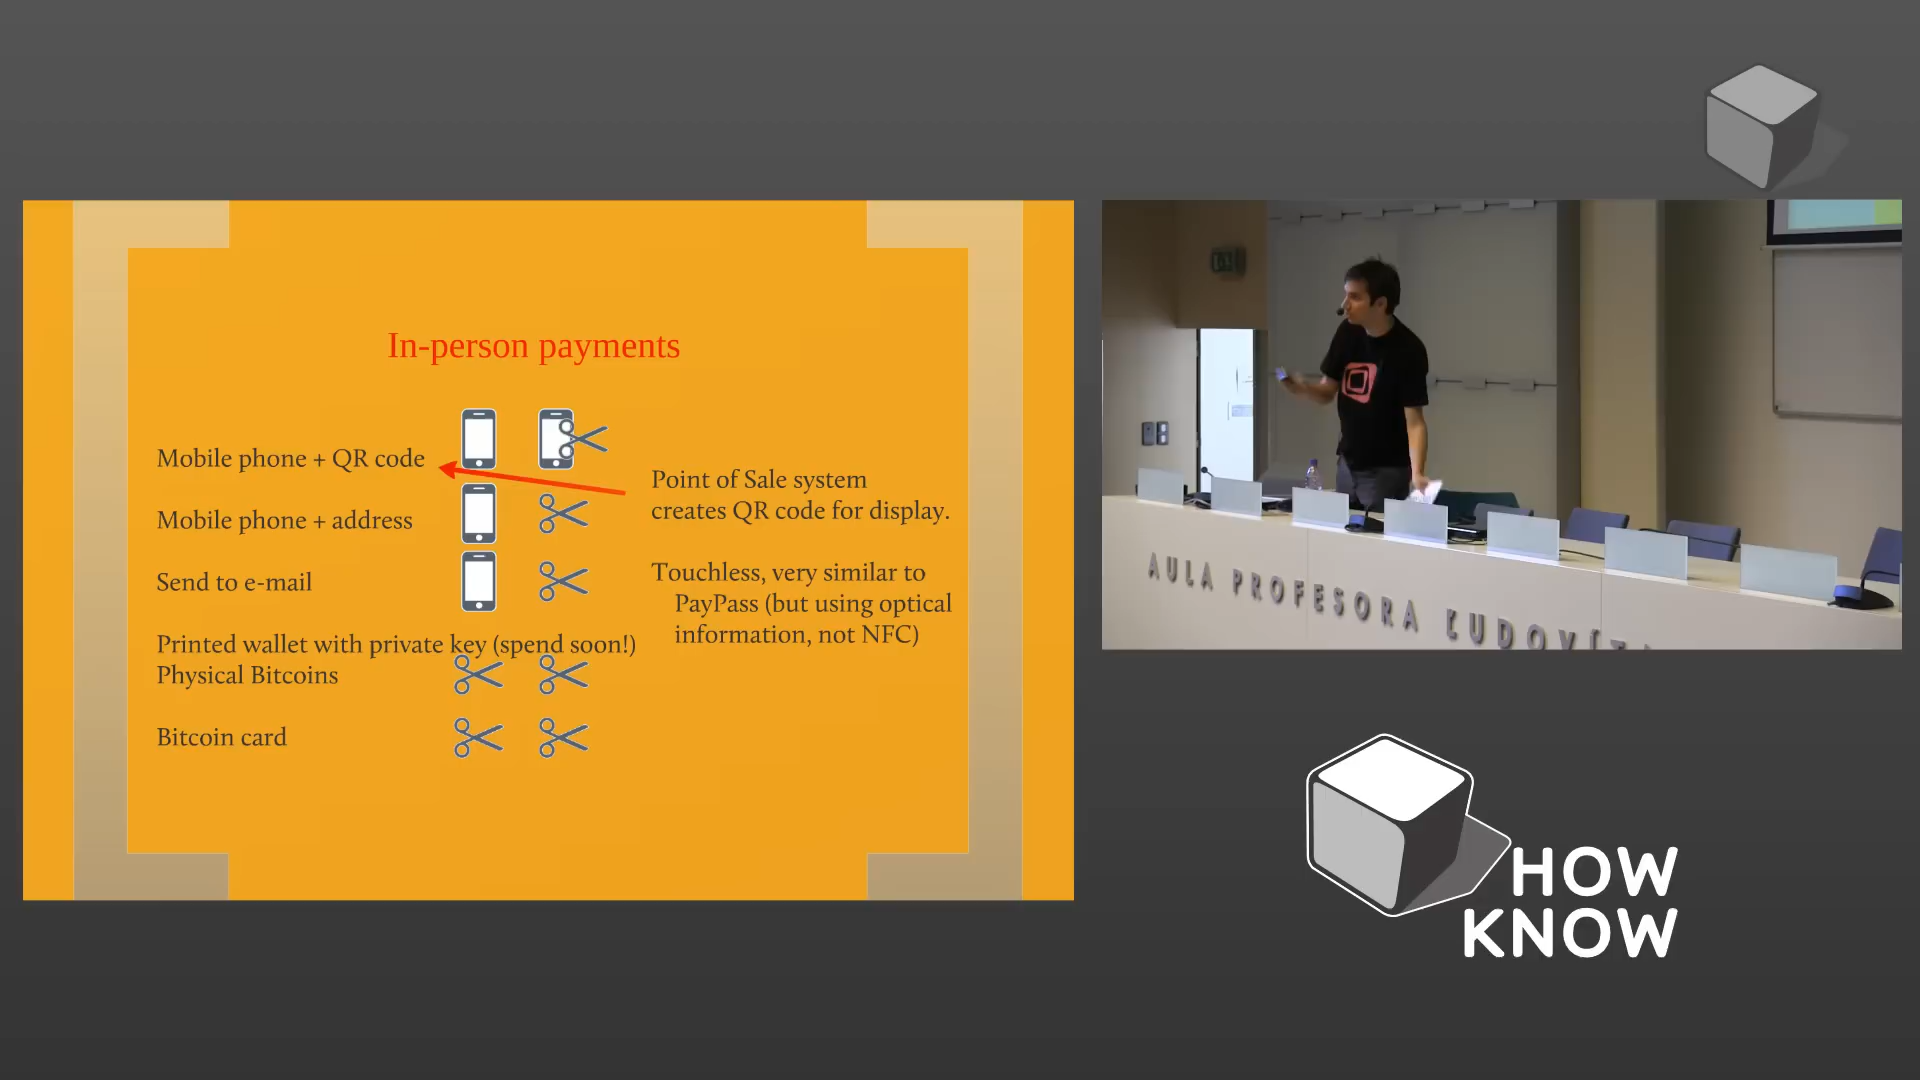 In-person payments
Mobile phone + QR code
Mobile phone + address
Send to e-mail
Printed wallet with private key (spend soon!)
Physical Bitcoins
Bitcoin card
Point of Sale system
creates QR code for display.
Touchless, very similar to
PayPass (but using optical
information, not NFC)
AULA PROFESORA ĽUDOVÍTA
HOW
KNOW